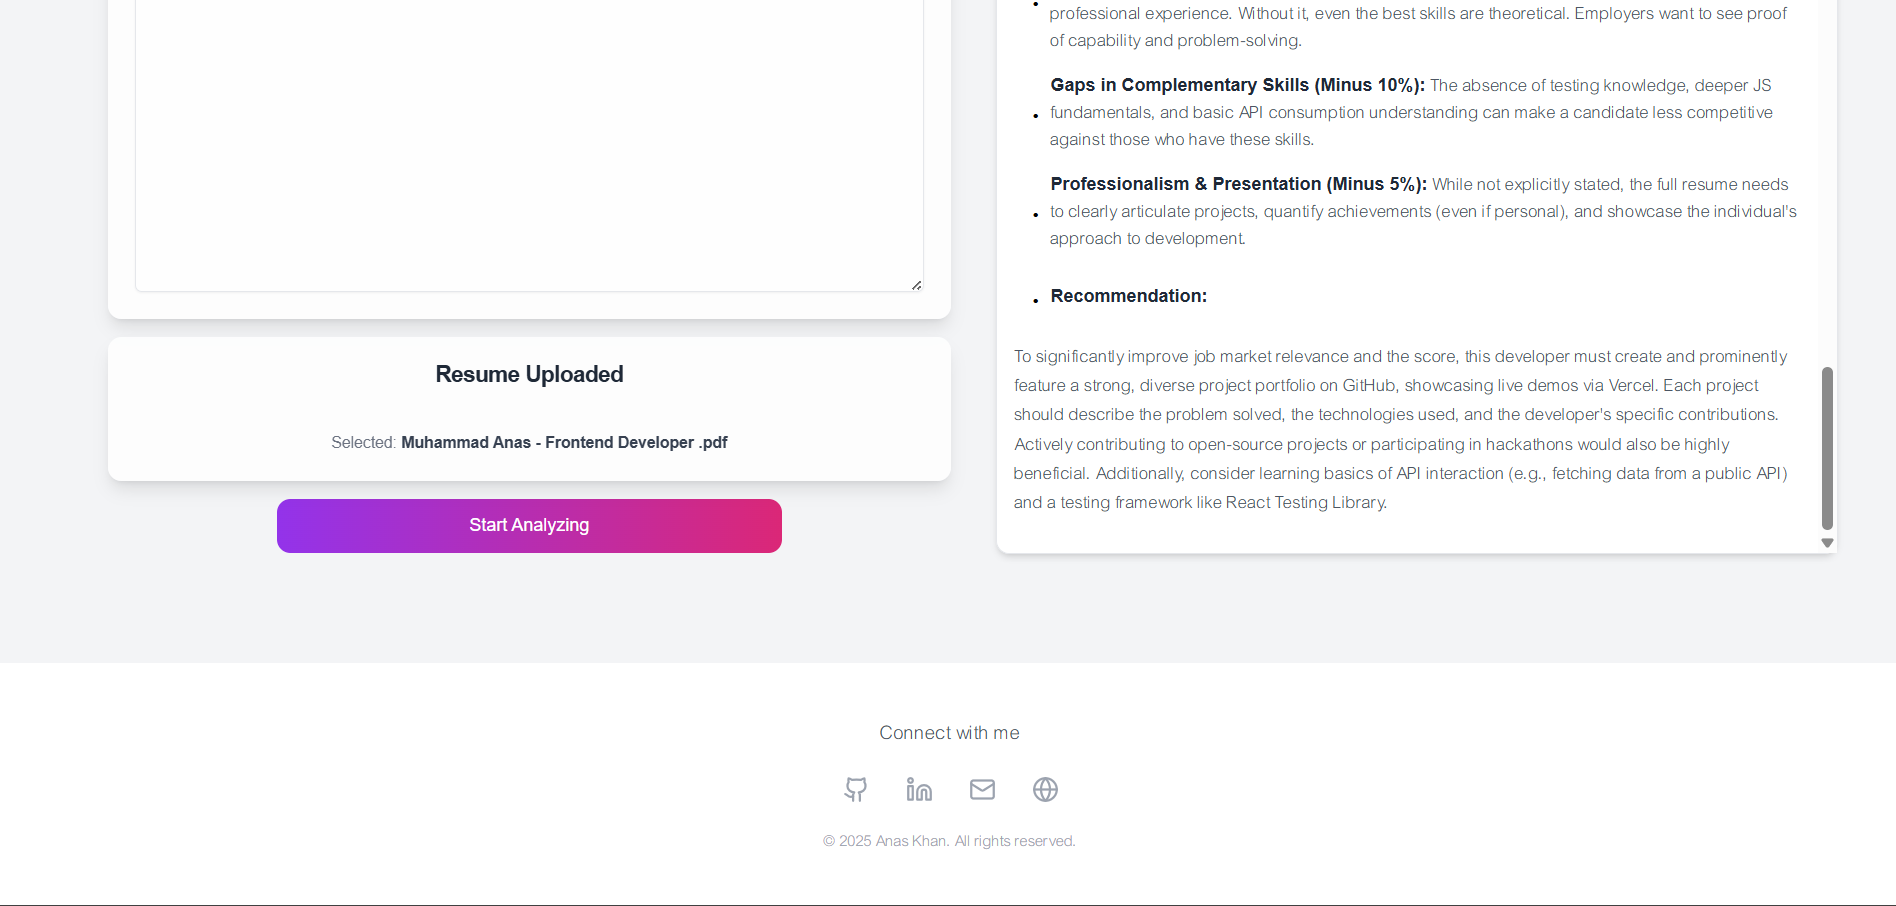 Resume Uploaded
Selected: Muhammad Anas - Frontend Developer .pdf
Start Analyzing
professional experience. Without it, even the best skills are theoretical. Employers want to see proof
of capability and problem-solving.
Gaps in Complementary Skills (Minus 10%): The absence of testing knowledge, deeper JS
fundamentals, and basic API consumption understanding can make a candidate less competitive
against those who have these skills.
Professionalism & Presentation (Minus 5%): While not explicitly stated, the full resume needs
to clearly articulate projects, quantify achievements (even if personal), and showcase the individual's
approach to development.
Recommendation:
To significantly improve job market relevance and the score, this developer must create and prominently
feature a strong, diverse project portfolio on GitHub, showcasing live demos via Vercel. Each project
should describe the problem solved, the technologies used, and the developer's specific contributions.
Actively contributing to open-source projects or participating in hackathons would also be highly
beneficial. Additionally, consider learning basics of API interaction (e.g., fetching data from a public API)
and a testing framework like React Testing Library.
Connect with me
© 2025 Anas Khan. All rights reserved.